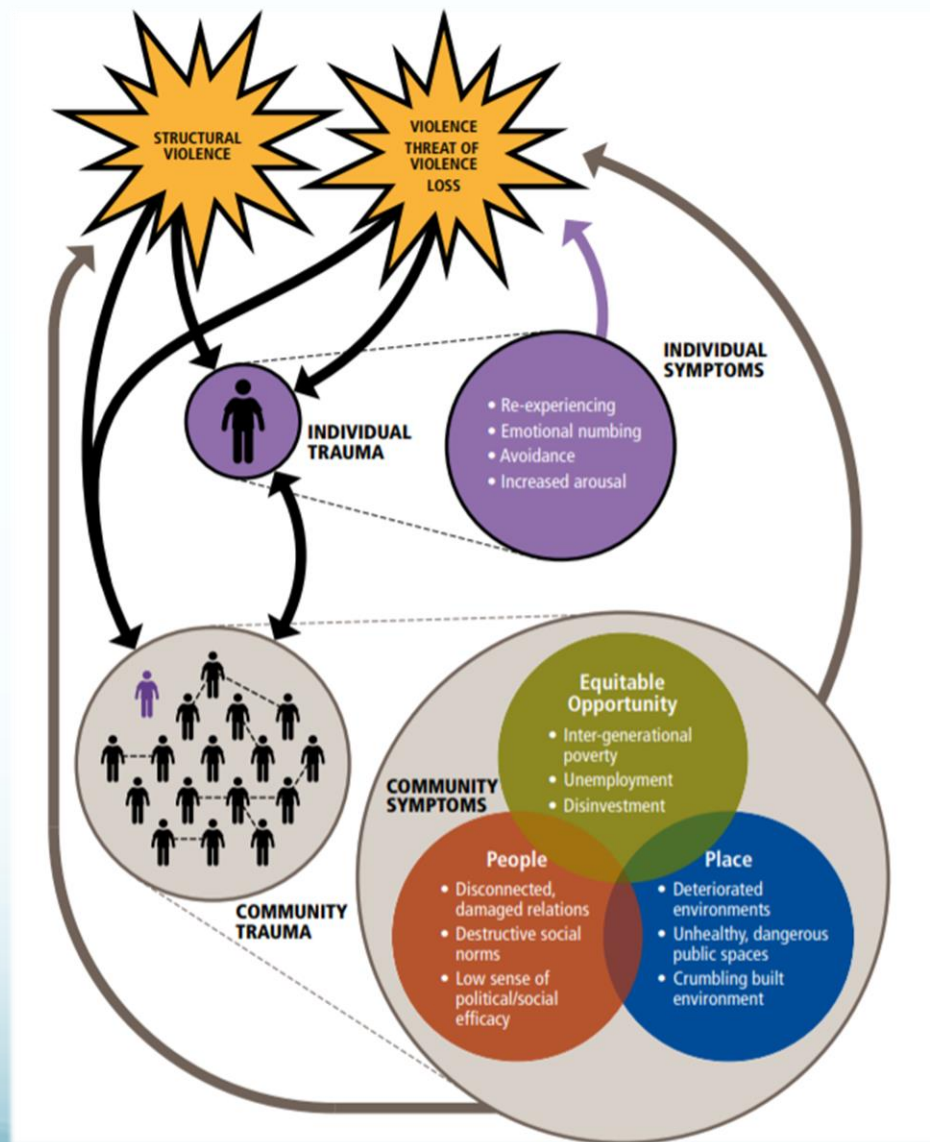 STRUCTURAL
VIOLENCE
VIOLENCE
THREAT OF
VIOLENCE
LOSS
INDIVIDUAL
SYMPTOMS
• Re-experiencing
• Emotional numbing
• Avoidance
• Increased arousal
INDIVIDUAL
TRAUMA
Equitable
Opportunity
• Inter-generational
poverty
• Unemployment
• Disinvestment
COMMUNITY
SYMPTOMS
People
• Disconnected,
damaged relations
• Destructive social
norms
• Low sense of
political/social
efficacy
Place
• Deteriorated
environments
• Unhealthy, dangerous
public spaces
• Crumbling built
environment
COMMUNITY
TRAUMA